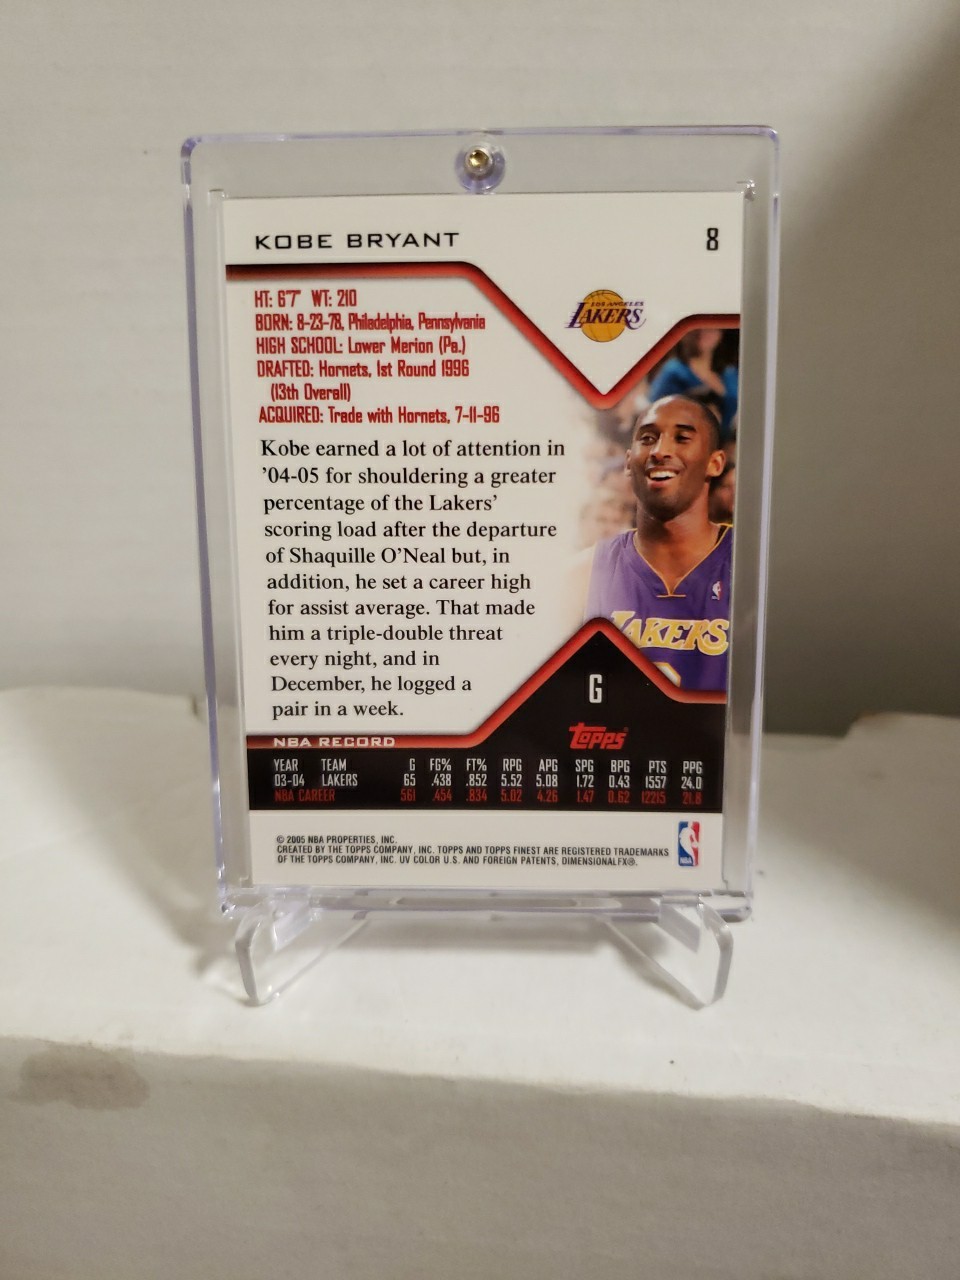 KOBE BRYANT
8
HT: 6'7" WT: 210
BORN: 8-23-78, Philadelphia, Pennsylvania
HIGH SCHOOL: Lower Merion (Pa.)
DRAFTED: Hornets, 1st Round 1996
(13th Overall)
ACQUIRED: Trade with Hornets, 7-11-96
LOS ANGELES
LAKERS
Kobe earned a lot of attention in
'04-05 for shouldering a greater
percentage of the Lakers'
scoring load after the departure
of Shaquille O'Neal but, in
addition, he set a career high
for assist average. That made
him a triple-double threat
every night, and in
December, he logged a
pair in a week.
LAKERS
G
Topps
NBA RECORD
YEAR TEAM G FG% FT% RPG APG SPG BPG PTS PPG
03-04 LAKERS 65 .438 .852 5.52 5.08 1.72 0.43 1557 24.0
NBA CAREER 561 .454 .834 5.02 4.26 1.47 0.62 12215 21.8
© 2005 NBA PROPERTIES, INC.
CREATED BY THE TOPPS COMPANY, INC. TOPPS AND TOPPS FINEST ARE REGISTERED TRADEMARKS
OF THE TOPPS COMPANY, INC. UV COLOR U.S. AND FOREIGN PATENTS, DIMENSIONALFX®.
NBA